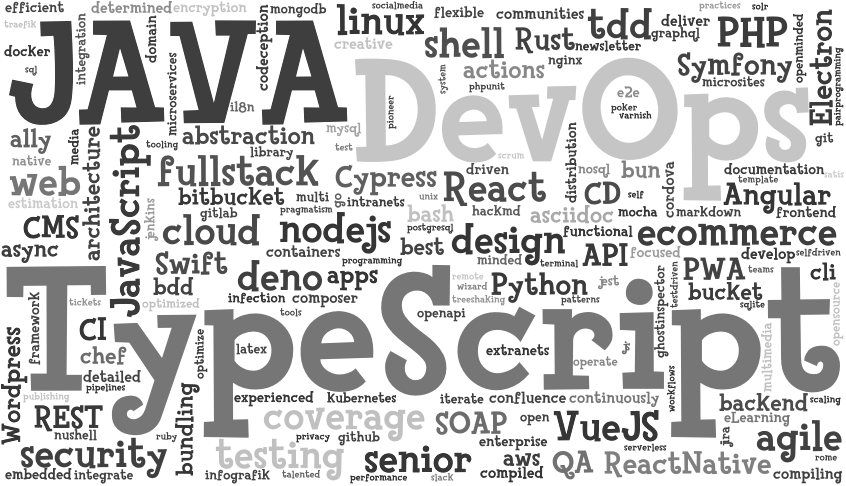 efficient
determined
encryption
mongodb
socialmedia
flexible
communities
practices
solr
traefik
linux
tdd
deliver
graphql
PHP
openminded
Electron
pairprogramming
JAVA
integration
domain
microservices
codeception
creative
shell
Rust
newsletter
docker
sql
nginx
Symfony
actions
system
phpunit
microsites
DevOps
pioneer
e2e
poker
varnish
i18n
mysql
git
ally
native
media
architecture
JavaScript
tooling
abstraction
library
test
scrum
distribution
nosql
bun
cordova
documentation
template
satis
web
fullstack
Cypress
driven
React
CD
self
Angular
estimation
bitbucket
multi
go
intranets
unix
hackmd
asciidoc
mocha
markdown
frontend
CMS
jenkins
gitlab
pragmatism
bash
postgresql
functional
ecommerce
async
cloud
nodejs
best
design
API
focused
containers
programming
minded
terminal
develop
selfdriven
Swift
deno
apps
remote
wizard
Python
jest
ghostinspector
testdriven
PWA
teams
cli
bdd
infection
composer
treeshaking
patterns
bucket
sqlite
opensource
TypeScript
framework
tickets
optimized
tools
openapi
Wordpress
CI
chef
optimize
latex
extranets
operate
jsf
multimedia
detailed
pipelines
publishing
experienced
Kubernetes
iterate
confluence
continuously
workflows
backend
scaling
REST
bundling
coverage
SOAP
open
VueJS
eLearning
nushell
ruby
privacy
github
enterprise
serverless
jira
agile
security
testing
senior
aws
QA
ReactNative
rome
embedded
integrate
infografik
talented
performance
slack
compiled
compiling